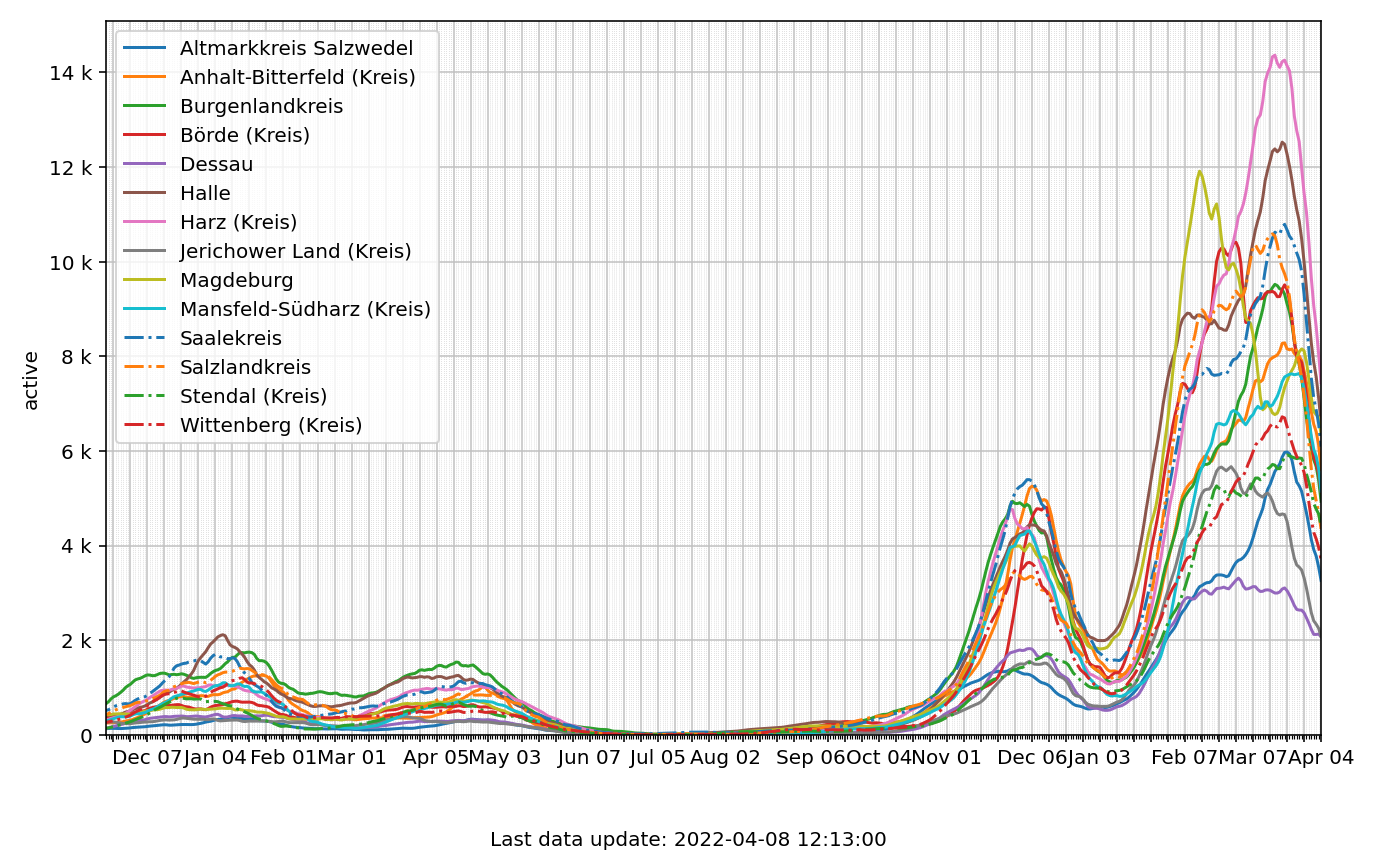 14 k
12 k
10 k
8 k
6 k
4 k
2 k
0
active
Altmarkkreis Salzwedel
Anhalt-Bitterfeld (Kreis)
Burgenlandkreis
Börde (Kreis)
Dessau
Halle
Harz (Kreis)
Jerichower Land (Kreis)
Magdeburg
Mansfeld-Südharz (Kreis)
Saalekreis
Salzlandkreis
Stendal (Kreis)
Wittenberg (Kreis)
Dec 07 Jan 04 Feb 01 Mar 01 Apr 05 May 03 Jun 07 Jul 05 Aug 02 Sep 06 Oct 04 Nov 01 Dec 06 Jan 03 Feb 07 Mar 07 Apr 04
Last data update: 2022-04-08 12:13:00